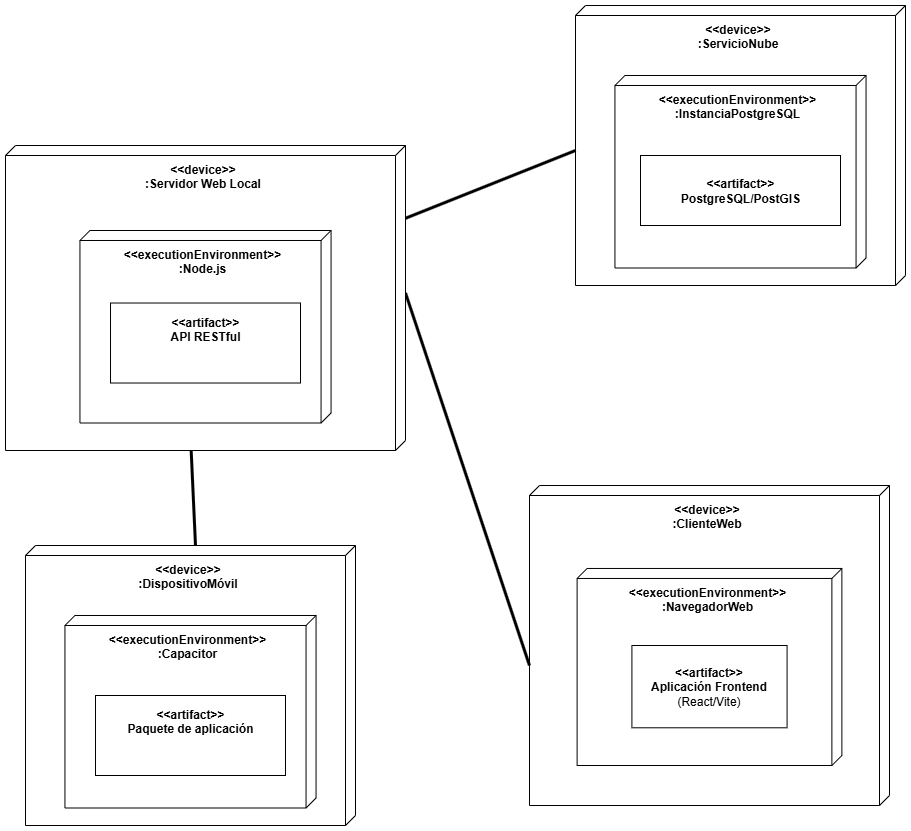 <<device>>
:ServicioNube
<<executionEnvironment>>
:InstanciaPostgreSQL
<<artifact>>
PostgreSQL/PostGIS
<<device>>
:Servidor Web Local
<<executionEnvironment>>
:Node.js
<<artifact>>
API RESTful
<<device>>
:ClienteWeb
<<executionEnvironment>>
:NavegadorWeb
<<artifact>>
Aplicación Frontend
(React/Vite)
<<device>>
:DispositivoMóvil
<<executionEnvironment>>
:Capacitor
<<artifact>>
Paquete de aplicación